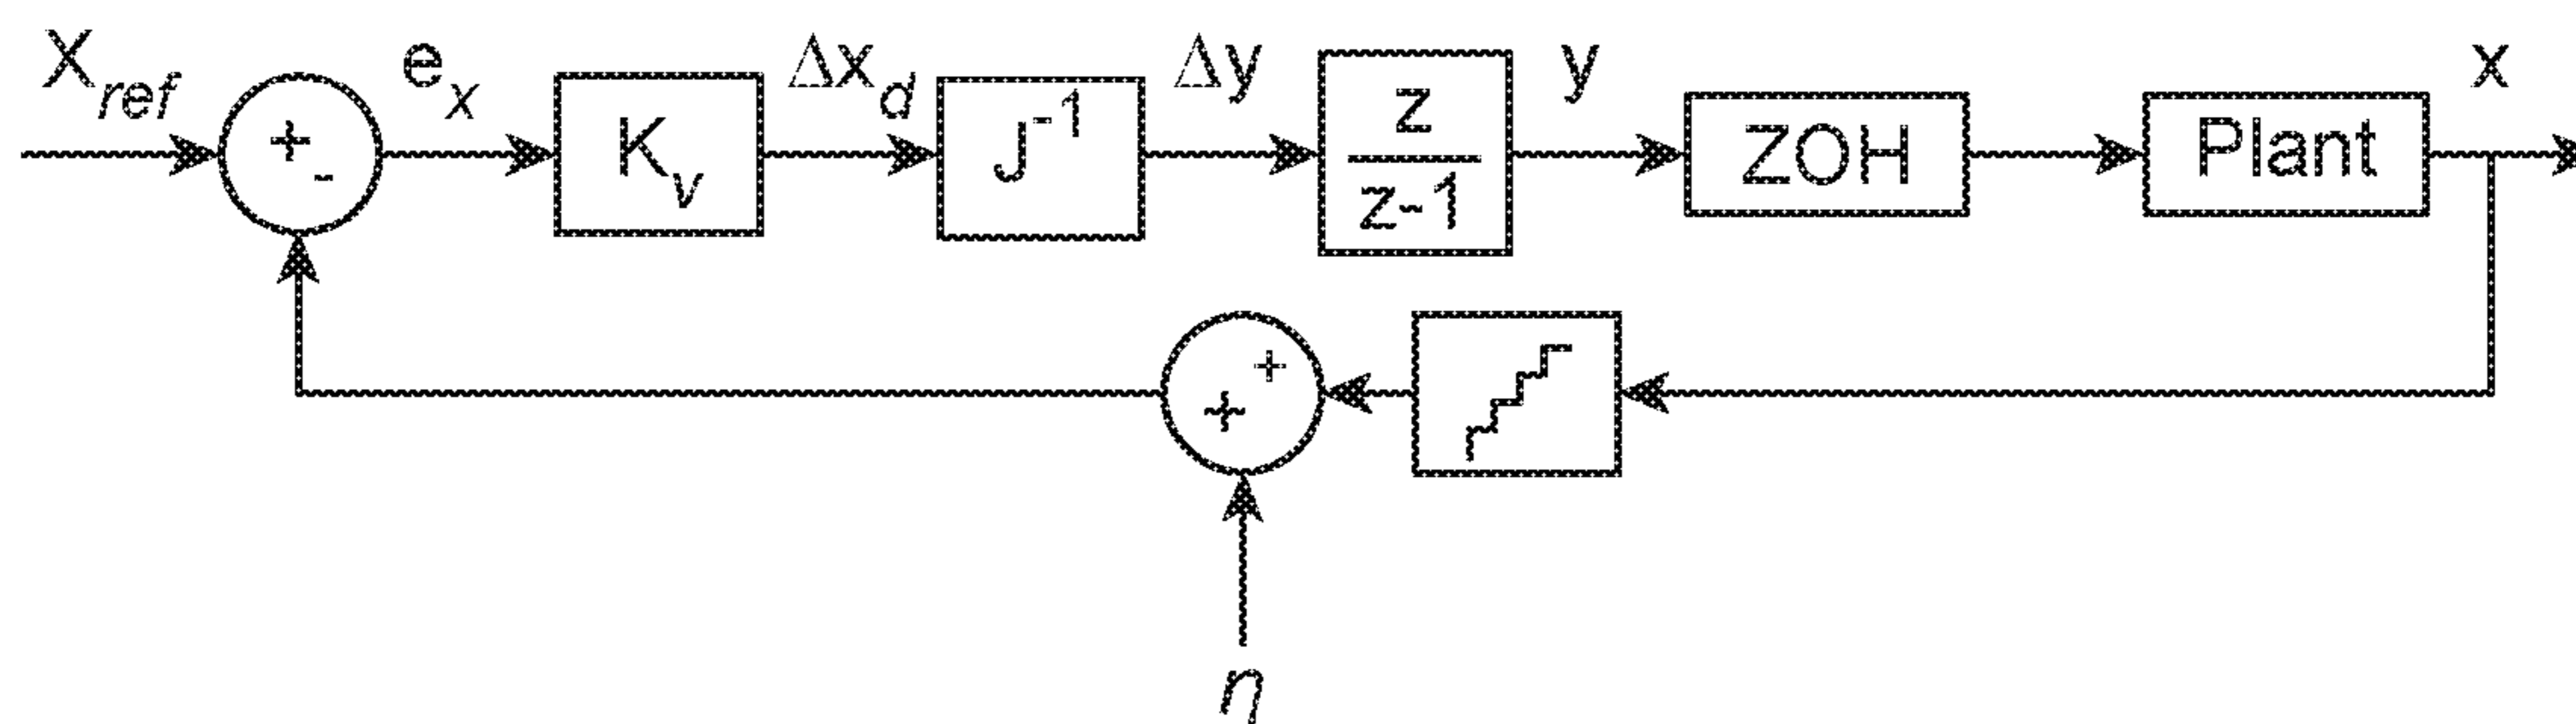 X_ref
+
-
e_x
K_v
Δx_d
J^-1
Δy
z
z-1
y
ZOH
Plant
x
+
+
η